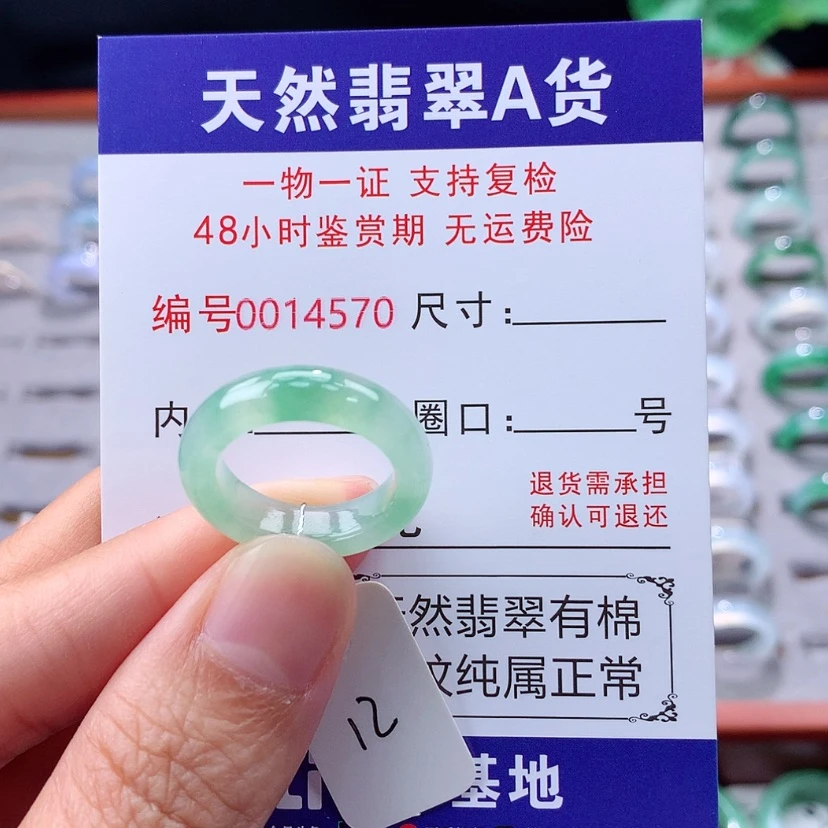 天然翡翠A货
一物一证 支持复检
48小时鉴赏期 无运费险
编号0014570 尺寸:
内 圈口: 号
退货需承担
确认可退还
然翡翠有棉
纹纯属正常
12
基地